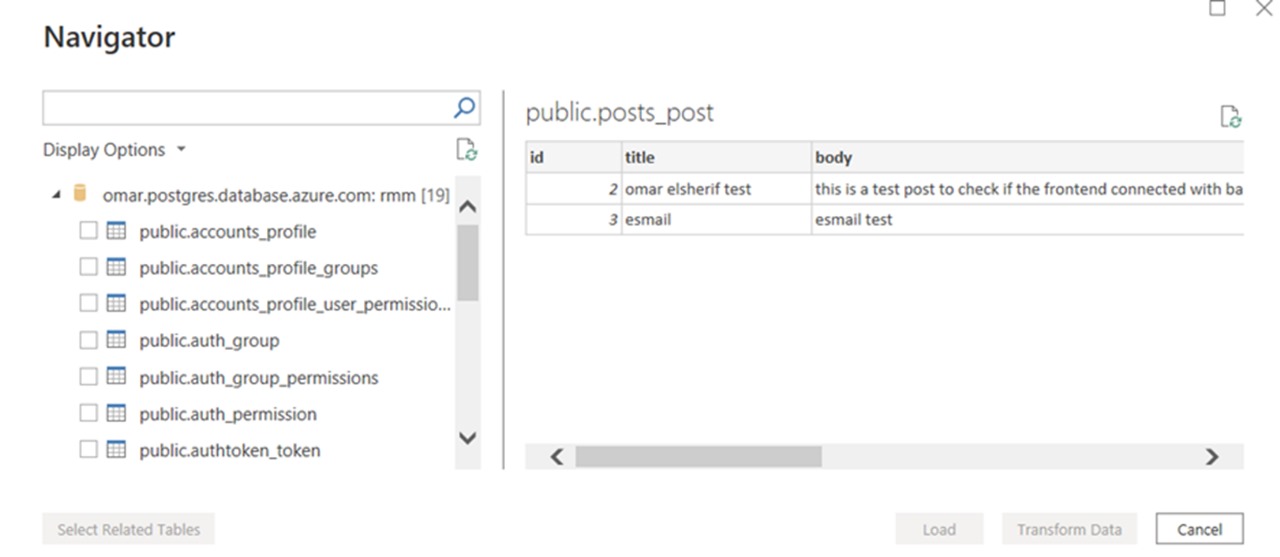 Navigator
Display Options
omar.postgres.database.azure.com: rmm [19]
public.accounts_profile
public.accounts_profile_groups
public.accounts_profile_user_permissio...
public.auth_group
public.auth_group_permissions
public.auth_permission
public.authtoken_token
public.posts_post
id title body
2 omar elsherif test this is a test post to check if the frontend connected with ba
3 esmail esmail test
Select Related Tables
Load Transform Data Cancel